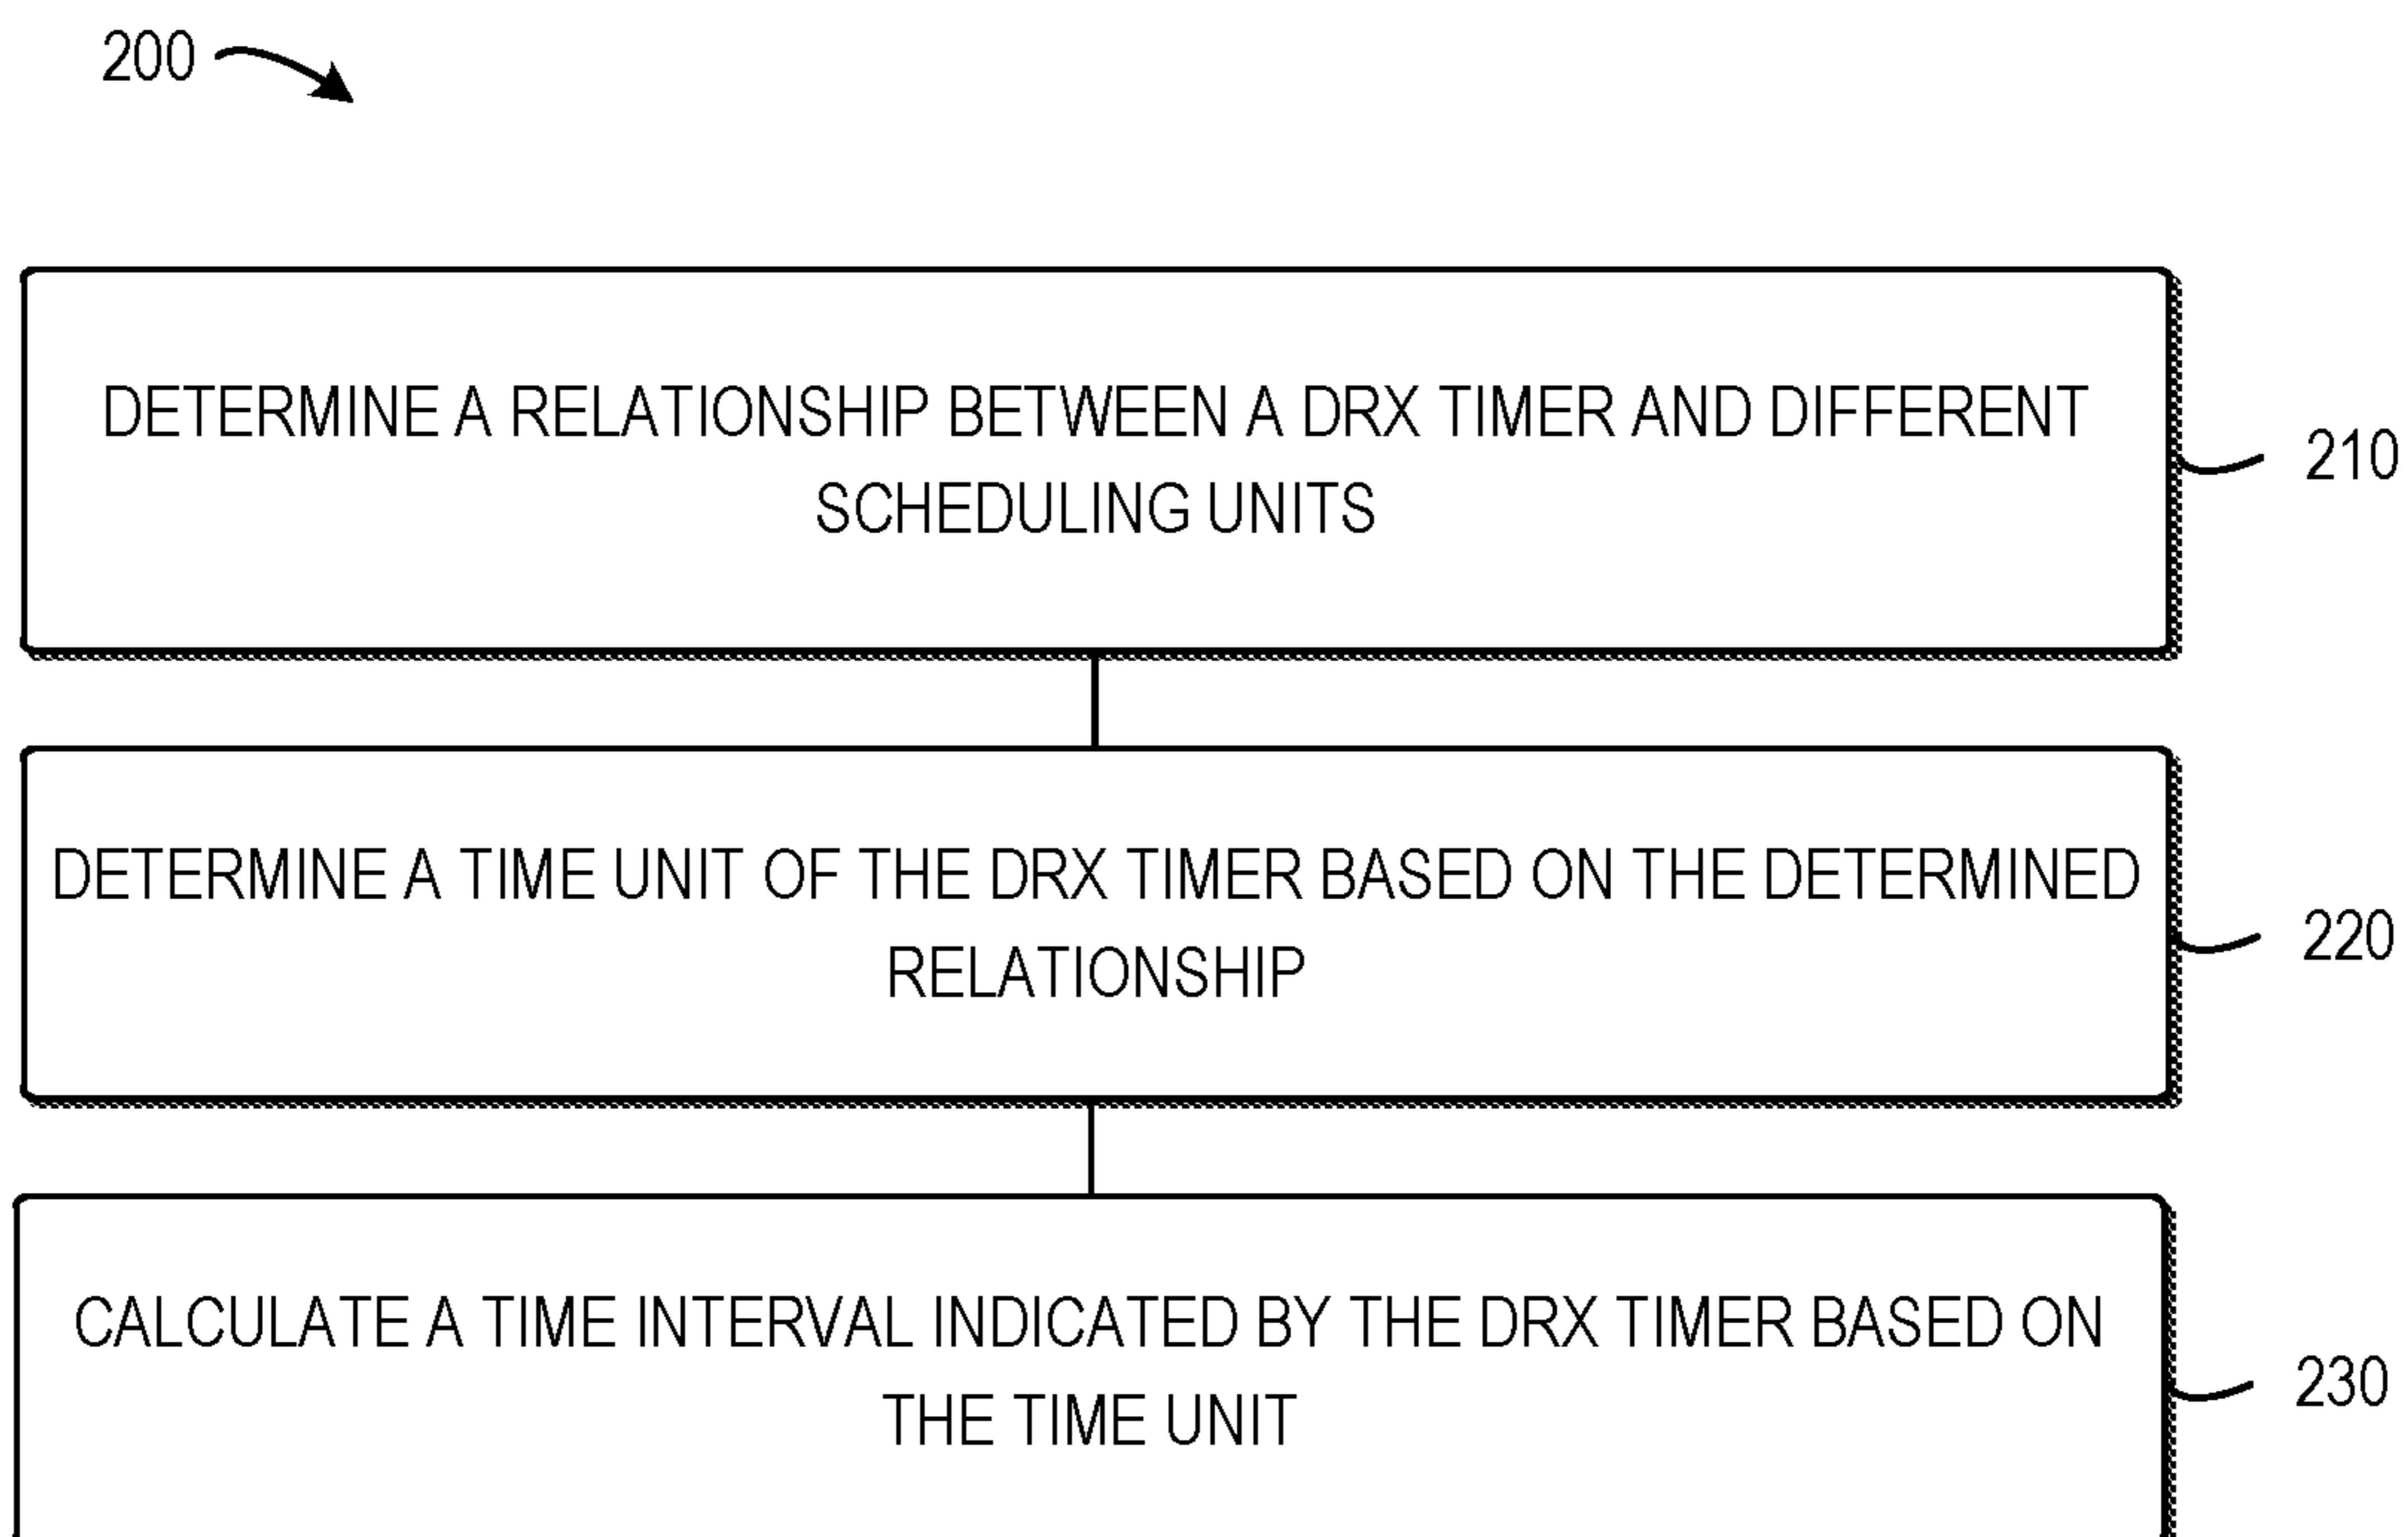 200
DETERMINE A RELATIONSHIP BETWEEN A DRX TIMER AND DIFFERENT
SCHEDULING UNITS
210
DETERMINE A TIME UNIT OF THE DRX TIMER BASED ON THE DETERMINED
RELATIONSHIP
220
CALCULATE A TIME INTERVAL INDICATED BY THE DRX TIMER BASED ON
THE TIME UNIT
230